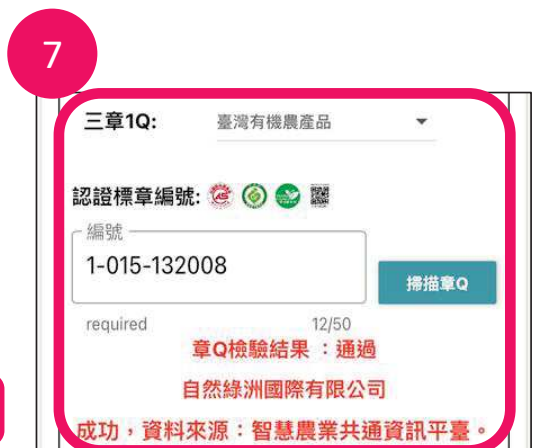 7
三章1Q: 臺灣有機農產品
認證標章編號:
編號
1-015-132008
掃描章Q
required 12/50
章Q檢驗結果 ：通過
自然綠洲國際有限公司
成功，資料來源：智慧農業共通資訊平臺。